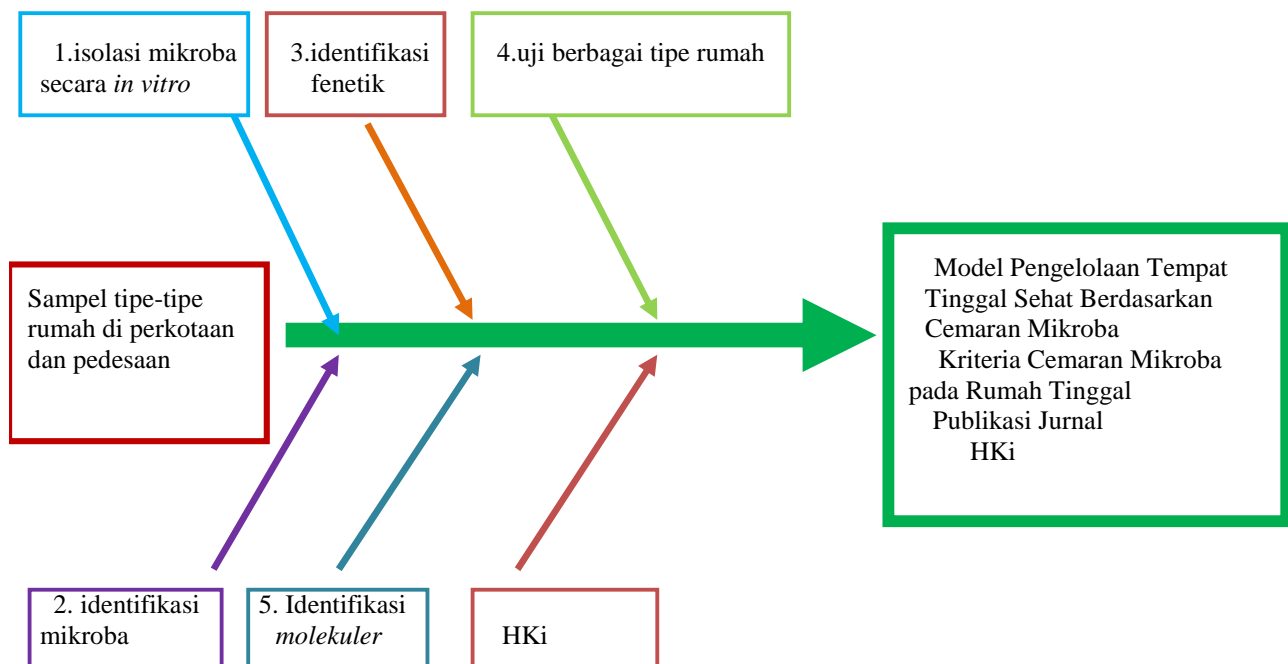 1.isolasi mikroba
secara in vitro
3.identifikasi
fenetik
4.uji berbagai tipe rumah
Sampel tipe-tipe
rumah di perkotaan
dan pedesaan
Model Pengelolaan Tempat
Tinggal Sehat Berdasarkan
Cemaran Mikroba
Kriteria Cemaran Mikroba
pada Rumah Tinggal
Publikasi Jurnal
HKi
2. identifikasi
mikroba
5. Identifikasi
molekuler
HKi